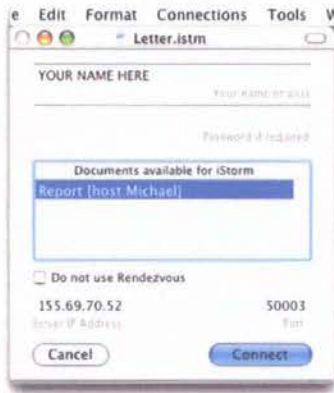 e Edit Format Connections Tools W
Letter.istm
YOUR NAME HERE
Your name or alias
Password if required
Documents available for iStorm
Report [host Michael]
Do not use Rendezvous
155.69.70.52 50003
Server IP Address Port
Cancel Connect